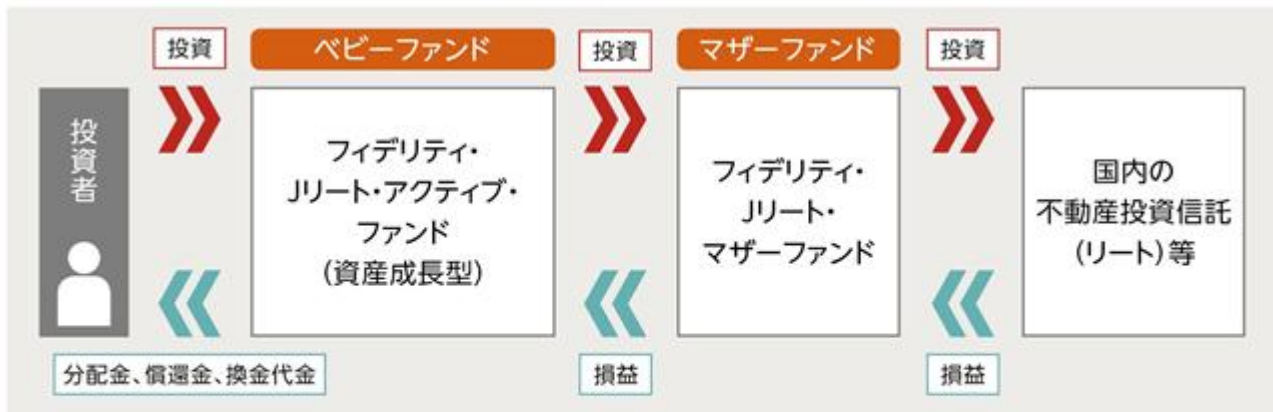 投資
ベビーファンド
投資
マザーファンド
投資
投資者
フィデリティ・
Jリート・アクティブ・
ファンド
(資産成長型)
フィデリティ・
Jリート・
マザーファンド
国内の
不動産投資信託
(リート)等
分配金、償還金、換金代金
損益
損益